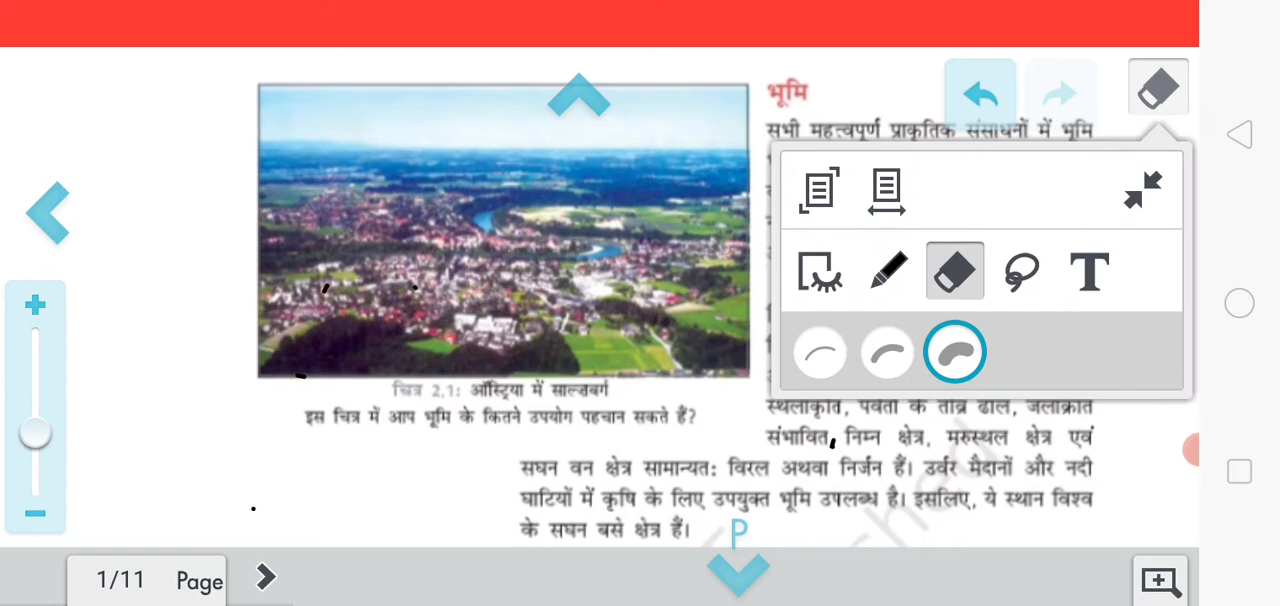 भूमि
सभी महत्त्वपूर्ण प्राकृतिक संसाधनों में भूमि
T
चित्र 2.1: ऑस्ट्रिया में साल्ज़बर्ग
इस चित्र में आप भूमि के कितने उपयोग पहचान सकते हैं?
स्थलाकृति, पर्वतों के तीव्र ढाल, जलाक्रांत
संभावित निम्न क्षेत्र, मरुस्थल क्षेत्र एवं
सघन वन क्षेत्र सामान्यत: विरल अथवा निर्जन हैं। उर्वर मैदानों और नदी
घाटियों में कृषि के लिए उपयुक्त भूमि उपलब्ध है। इसलिए, ये स्थान विश्व
के सघन बसे क्षेत्र हैं।
P
1/11 Page